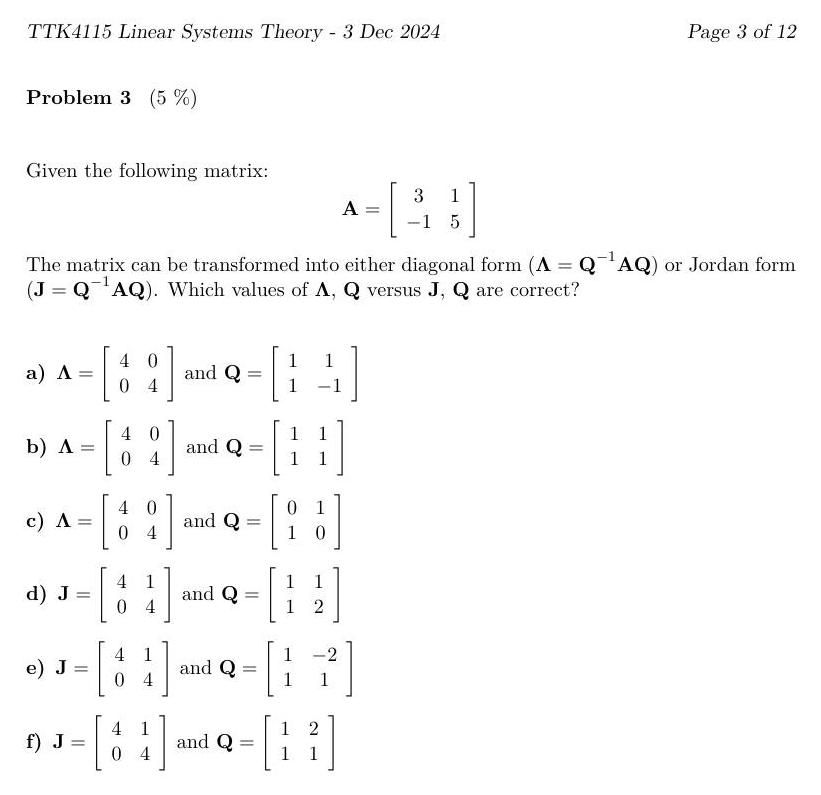 TTK4115 Linear Systems Theory - 3 Dec 2024 Page 3 of 12
Problem 3 (5 %)
Given the following matrix:
A = [ 3 1
-1 5 ]
The matrix can be transformed into either diagonal form (Λ = Q⁻¹AQ) or Jordan form
(J = Q⁻¹AQ). Which values of Λ, Q versus J, Q are correct?
a) Λ = [ 4 0 ] and Q = [ 1 1 ]
[ 0 4 ] [ 1 -1 ]
b) Λ = [ 4 0 ] and Q = [ 1 1 ]
[ 0 4 ] [ 1 1 ]
c) Λ = [ 4 0 ] and Q = [ 0 1 ]
[ 0 4 ] [ 1 0 ]
d) J = [ 4 1 ] and Q = [ 1 1 ]
[ 0 4 ] [ 1 2 ]
e) J = [ 4 1 ] and Q = [ 1 -2 ]
[ 0 4 ] [ 1 1 ]
f) J = [ 4 1 ] and Q = [ 1 2 ]
[ 0 4 ] [ 1 1 ]